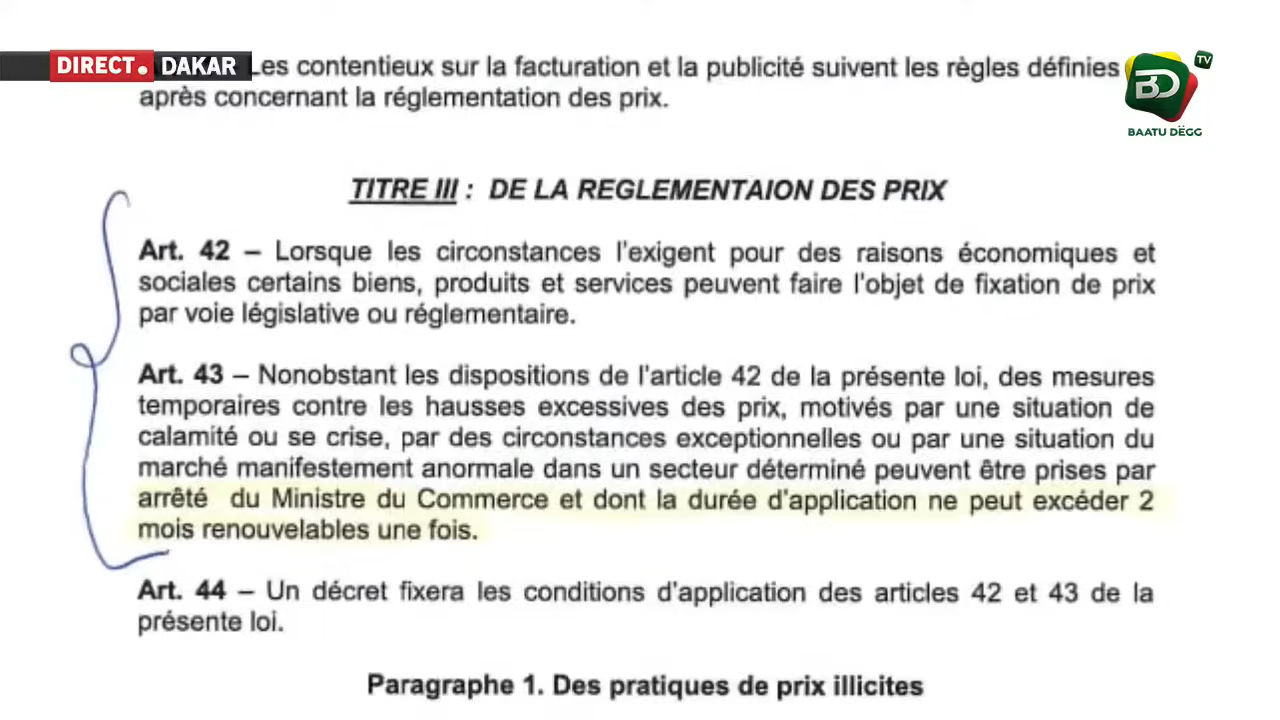 DIRECT. DAKAR
Les contentieux sur la facturation et la publicité suivent les règles définies
après concernant la réglementation des prix.
TV
BD
BAATU DËGG
TITRE III : DE LA REGLEMENTAION DES PRIX
Art. 42 – Lorsque les circonstances l'exigent pour des raisons économiques et
sociales certains biens, produits et services peuvent faire l'objet de fixation de prix
par voie législative ou réglementaire.
Art. 43 – Nonobstant les dispositions de l'article 42 de la présente loi, des mesures
temporaires contre les hausses excessives des prix, motivés par une situation de
calamité ou se crise, par des circonstances exceptionnelles ou par une situation du
marché manifestement anormale dans un secteur déterminé peuvent être prises par
arrêté du Ministre du Commerce et dont la durée d'application ne peut excéder 2
mois renouvelables une fois.
Art. 44 – Un décret fixera les conditions d'application des articles 42 et 43 de la
présente loi.
Paragraphe 1. Des pratiques de prix illicites